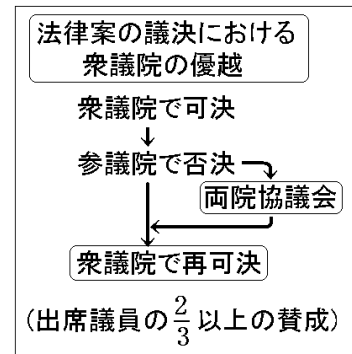 法律案の議決における
衆議院の優越
衆議院で可決
参議院で否決
両院協議会
衆議院で再可決
(出席議員の2/3以上の賛成)